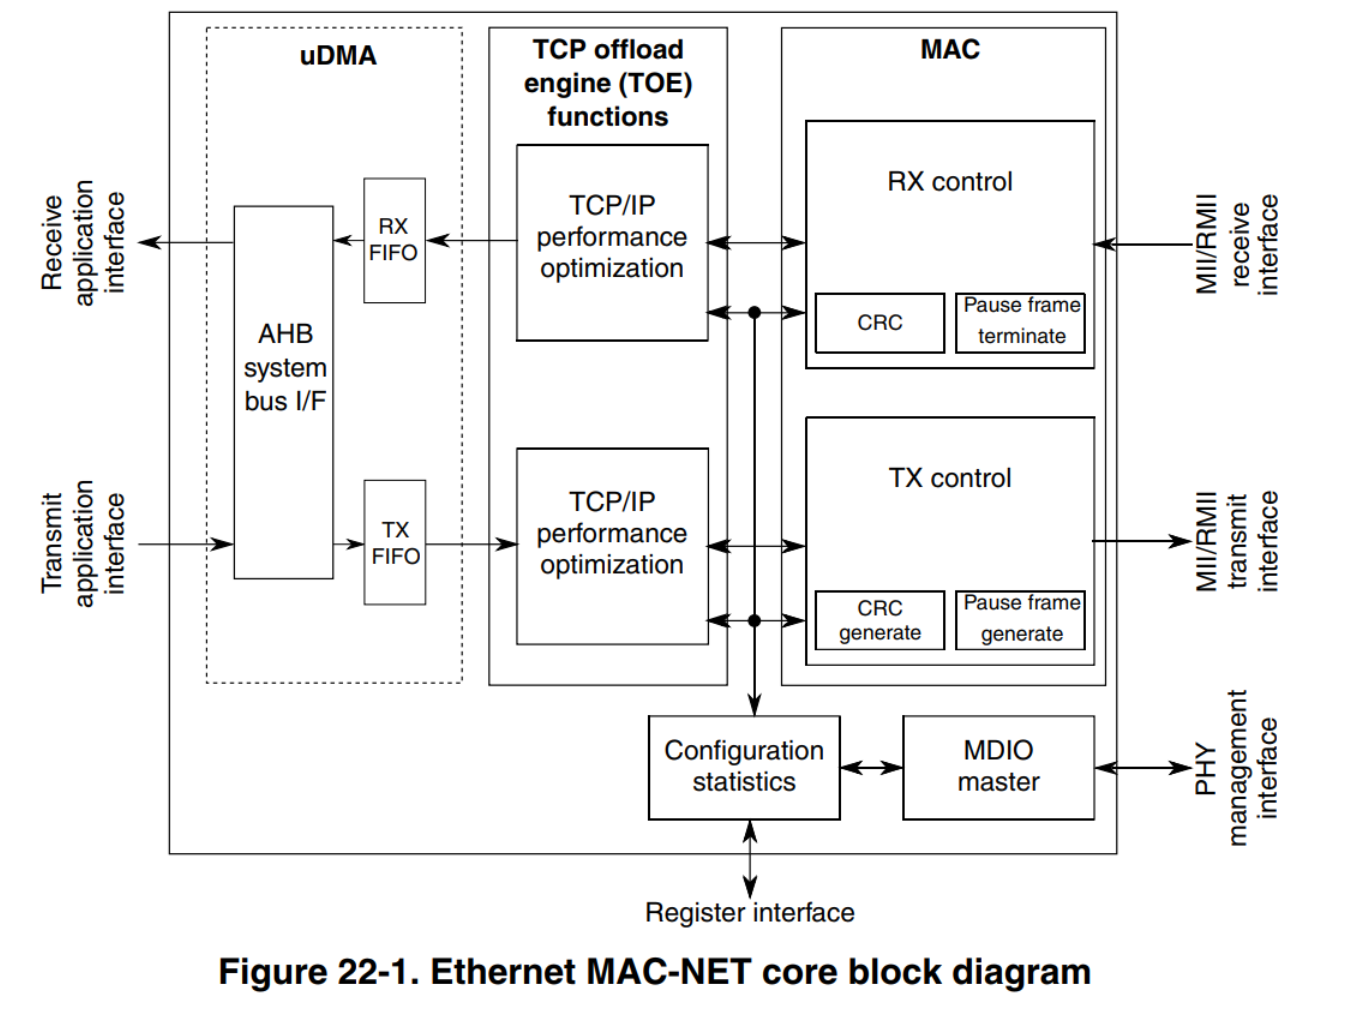 uDMA
TCP offload
engine (TOE)
functions
MAC
Receive
application
interface
RX
FIFO
TCP/IP
performance
optimization
RX control
CRC
Pause frame
terminate
MII/RMII
receive
interface
AHB
system
bus I/F
Transmit
application
interface
TX
FIFO
TCP/IP
performance
optimization
TX control
CRC
generate
Pause frame
generate
MII/RMII
transmit
interface
Configuration
statistics
MDIO
master
PHY
management
interface
Register interface
Figure 22-1. Ethernet MAC-NET core block diagram